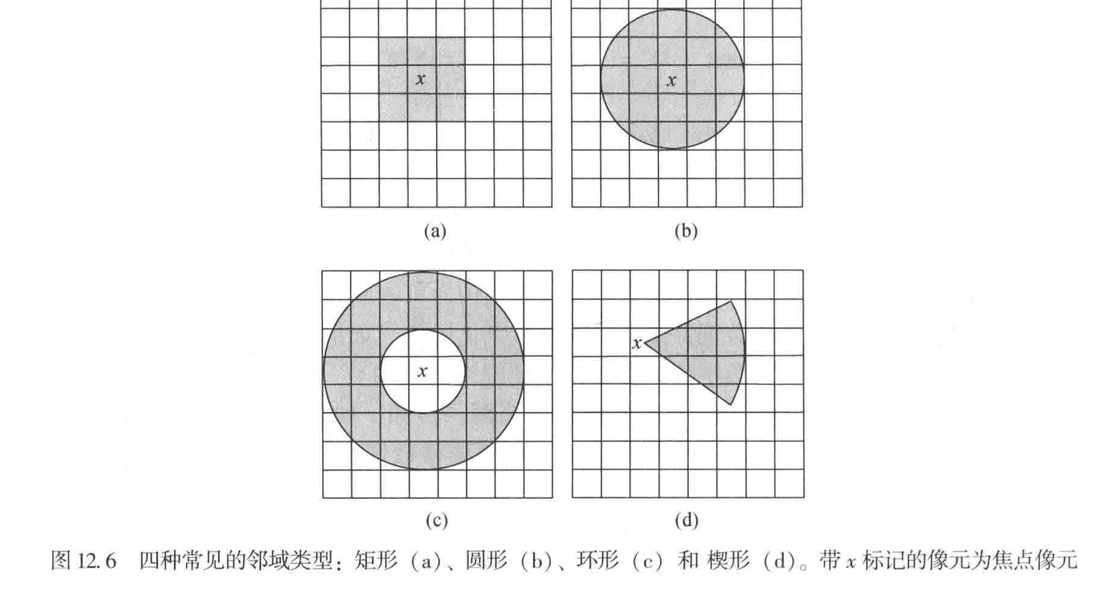 x
x
(a)
(b)
x
x
(c)
(d)
图 12.6 四种常见的邻域类型：矩形（a）、圆形（b）、环形（c）和 楔形（d）。带 x 标记的像元为焦点像元